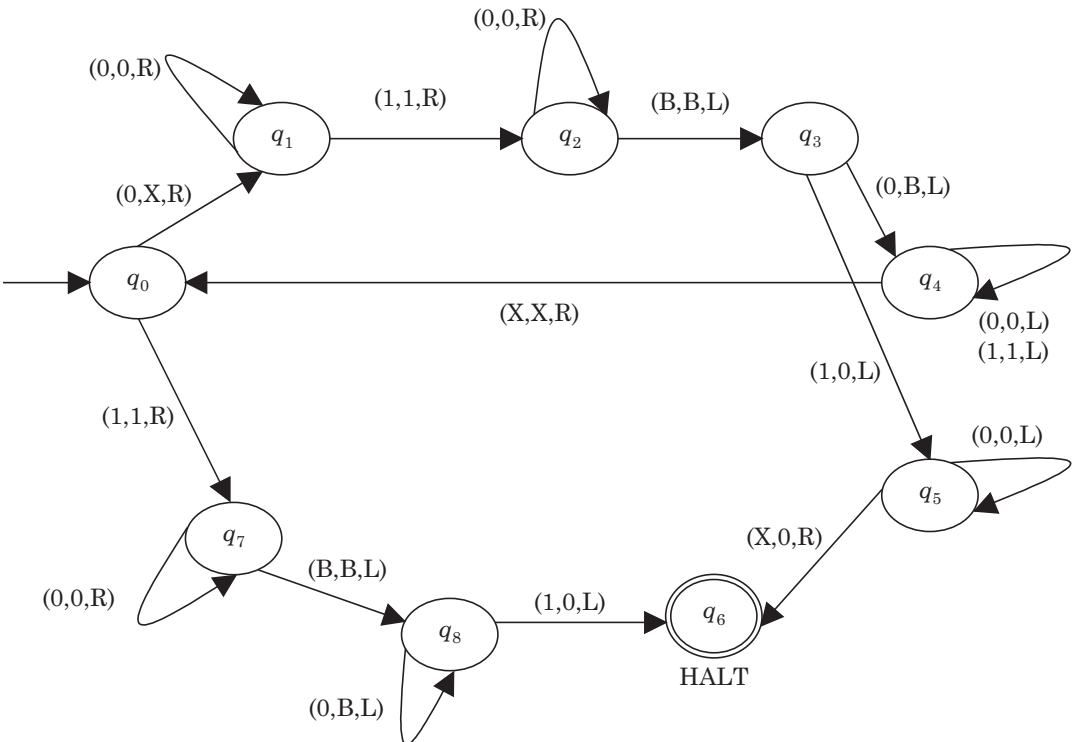 (0,0,R)
(0,0,R)
(1,1,R)
(B,B,L)
q1
q2
q3
(0,X,R)
(0,B,L)
q0
q4
(X,X,R)
(0,0,L)
(1,1,L)
(1,0,L)
(1,1,R)
(0,0,L)
q5
q7
(X,0,R)
(B,B,L)
(0,0,R)
(1,0,L)
q6
q8
HALT
(0,B,L)